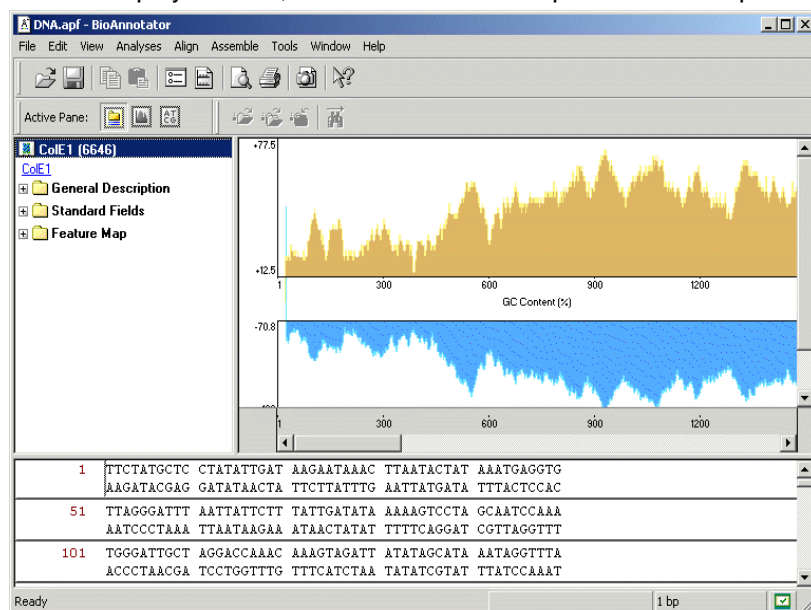 DNA.apf - BioAnnotator
File Edit View Analyses Align Assemble Tools Window Help
Active Pane:
ColE1 (6646)
ColE1
General Description
Standard Fields
Feature Map
+77.5
+12.5
1 300 600 900 1200
GC Content (%)
-70.8
1 300 600 900 1200
1 TTCTATGCTC CTATATTGAT AAGAATAAAC TTAATACTAT AAATGAGGTG
AAGATACGAG GATATAACTA TTCTTATTTG AATTATGATA TTTACTCCAC
51 TTAGGGATTT AATTATTCTT TATTGATATA AAAAGTCCTA GCAATCCAAA
AATCCCTAAA TTAATAAGAA ATAACTATAT TTTTCAGGAT CGTTAGGTTT
101 TGGGATTGCT AGGACCAAAC AAAGTAGATT ATATAGCATA AATAGGTTTA
ACCCTAACGA TCCTGGTTTG TTTCATCTAA TATATCGTAT TTATCCAAAT
Ready 1 bp